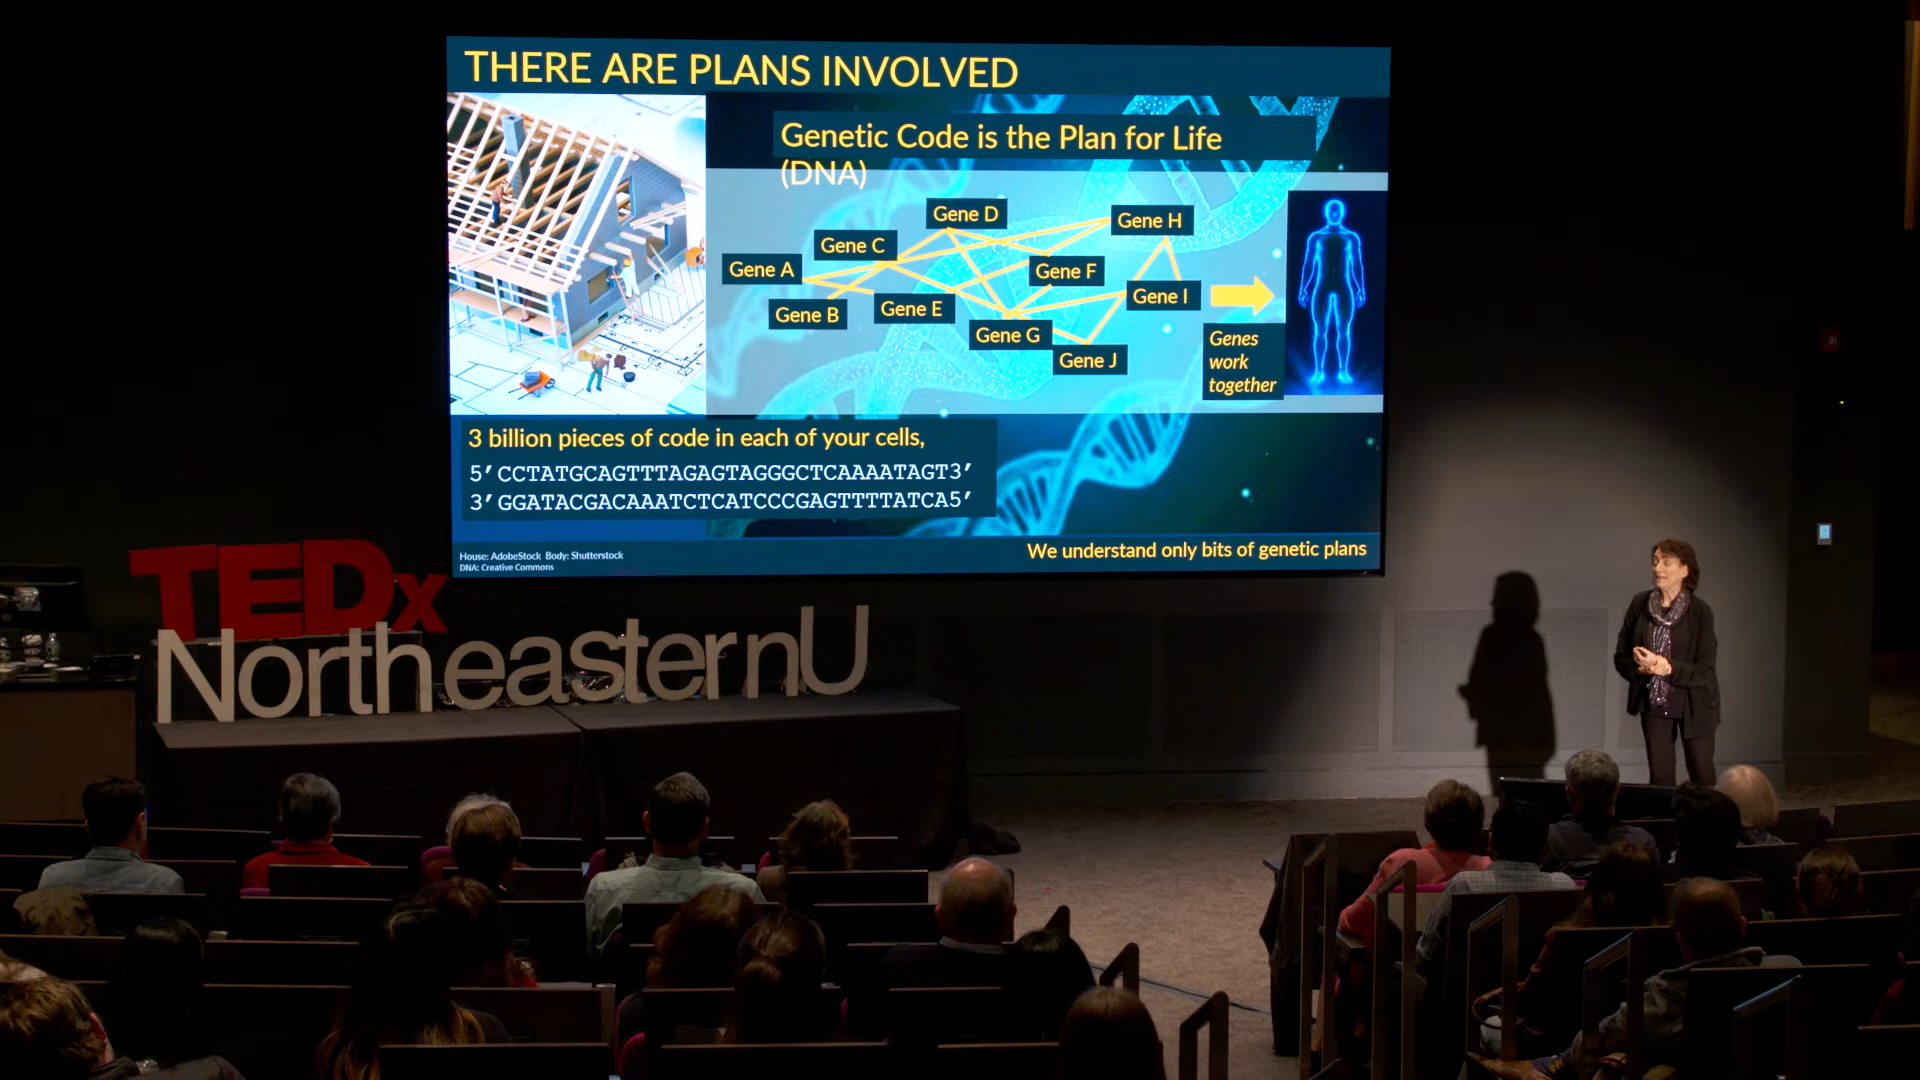 THERE ARE PLANS INVOLVED
Genetic Code is the Plan for Life
(DNA)
Gene D
Gene H
Gene C
Gene A
Gene F
Gene B
Gene E
Gene I
Gene G
Gene J
Genes
work
together
3 billion pieces of code in each of your cells,
5’CCTATGCAGTTTAGAGTAGGGCTCAAAATAGT3’
3’GGATACGACAAATCTCATCCCGAGTTTTATCA5’
House: AdobeStock Body: Shutterstock
DNA: Creative Commons
We understand only bits of genetic plans
TEDx
NortheasternU